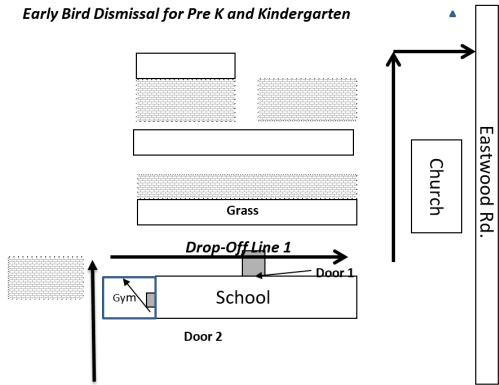 Early Bird Dismissal for Pre K and Kindergarten
Eastwood Rd.
Church
Grass
Drop-Off Line 1
Door 1
Gym
School
Door 2